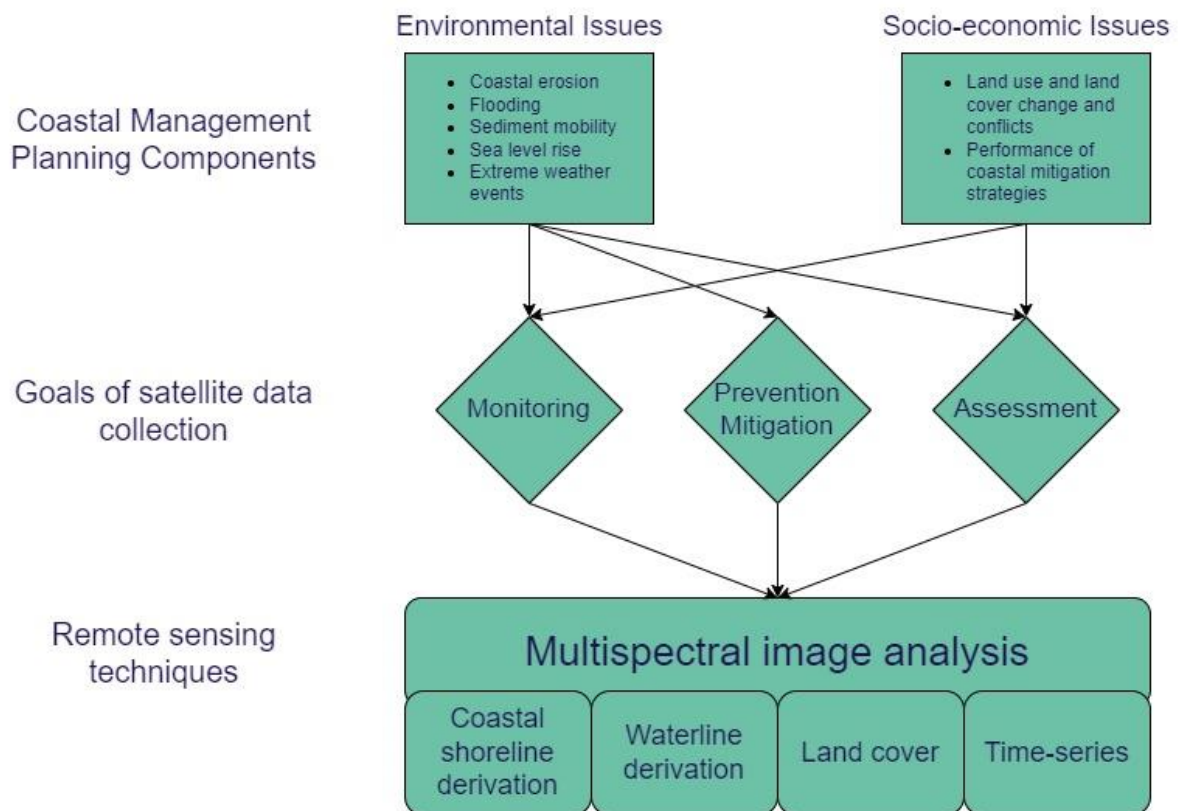 Environmental Issues
Socio-economic Issues
Coastal Management
Planning Components
• Coastal erosion
• Flooding
• Sediment mobility
• Sea level rise
• Extreme weather
events
• Land use and land
cover change and
conflicts
• Performance of
coastal mitigation
strategies
Goals of satellite data
collection
Monitoring
Prevention
Mitigation
Assessment
Remote sensing
techniques
Multispectral image analysis
Coastal
shoreline
derivation
Waterline
derivation
Land cover
Time-series